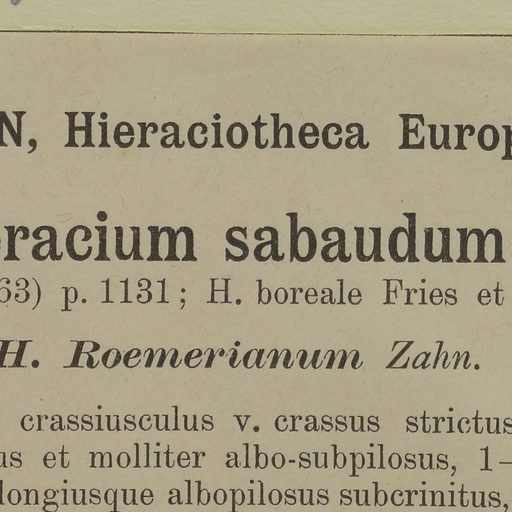 N, Hieraciotheca Europ
eracium sabaudum
63) p. 1131; H. boreale Fries et
H. Roemerianum Zahn.
crassiusculus v. crassus strictus
us et molliter albo-subpilosus, 1–
longiusque albopilosus subcrinitus,